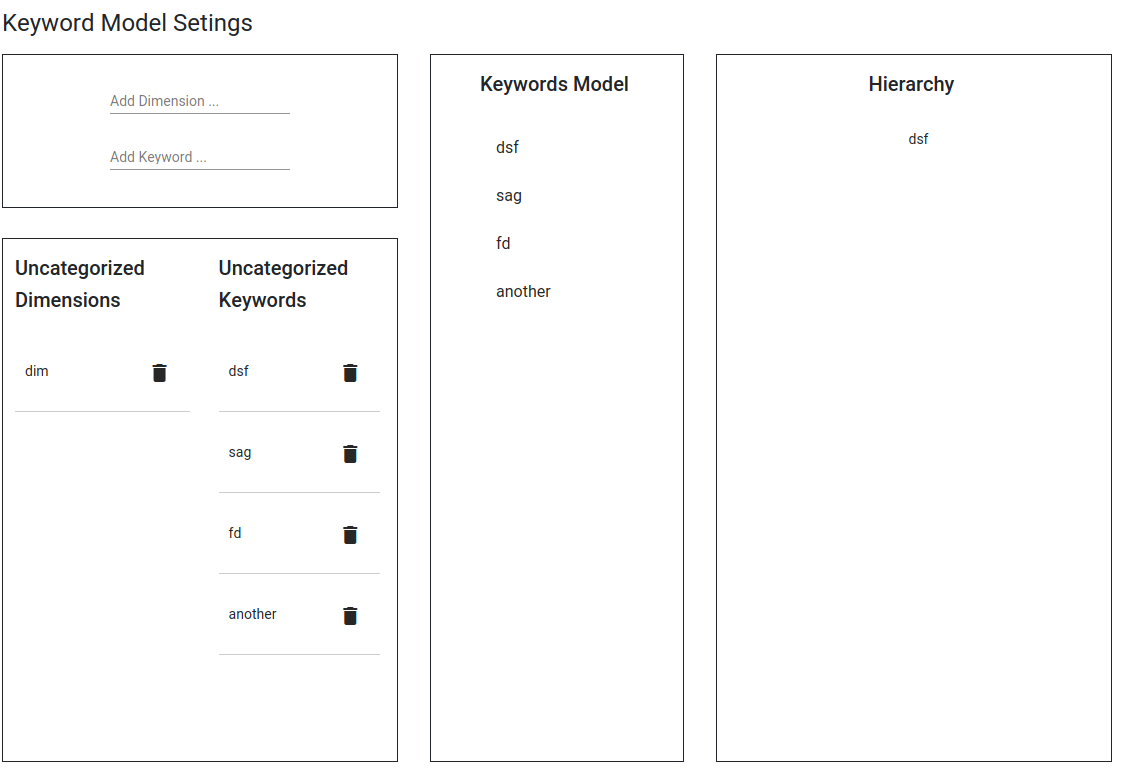 Keyword Model Setings
Add Dimension ...
Add Keyword ...
Uncategorized
Dimensions
dim
Uncategorized
Keywords
dsf
sag
fd
another
Keywords Model
dsf
sag
fd
another
Hierarchy
dsf